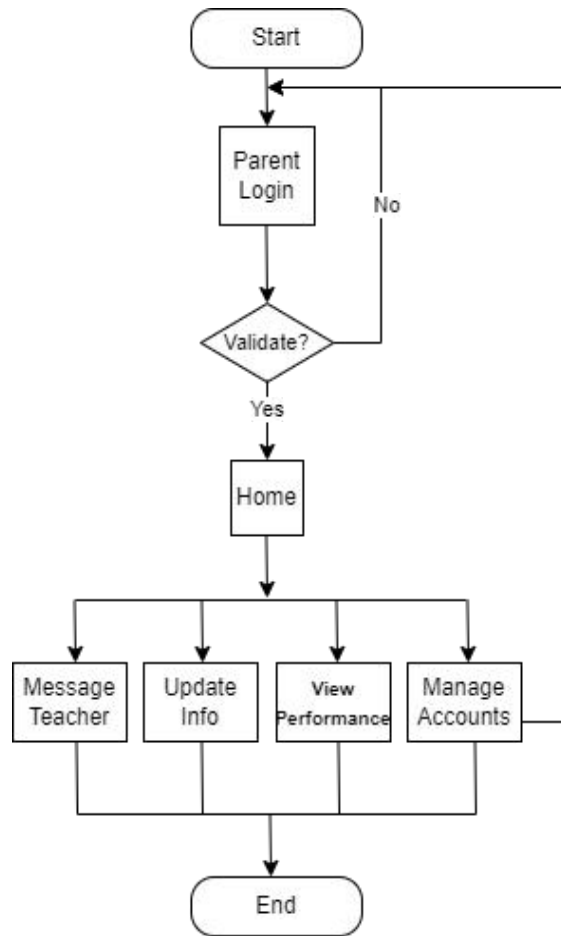 Start
Parent
Login
No
Validate?
Yes
Home
Message
Teacher
Update
Info
View
Performance
Manage
Accounts
End